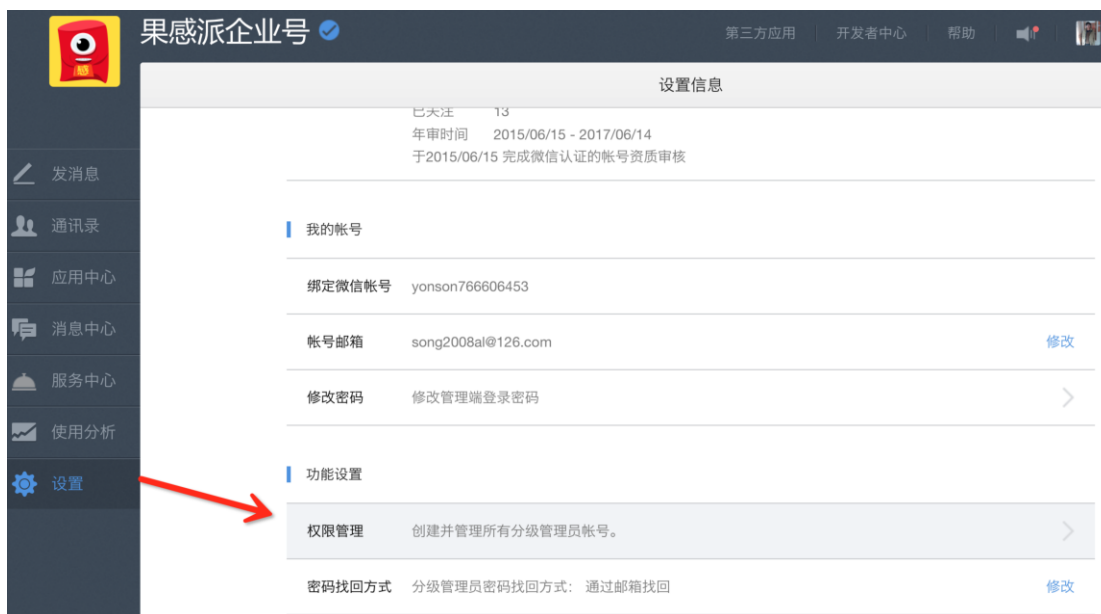 果感派企业号
第三方应用 开发者中心 帮助
设置信息
已关注 13
年审时间 2015/06/15 - 2017/06/14
于2015/06/15 完成微信认证的帐号资质审核
发消息
通讯录
应用中心
消息中心
服务中心
使用分析
设置
我的帐号
绑定微信帐号 yonson766606453
帐号邮箱 song2008al@126.com 修改
修改密码 修改管理端登录密码
功能设置
权限管理 创建并管理所有分级管理员帐号。
密码找回方式 分级管理员密码找回方式： 通过邮箱找回 修改